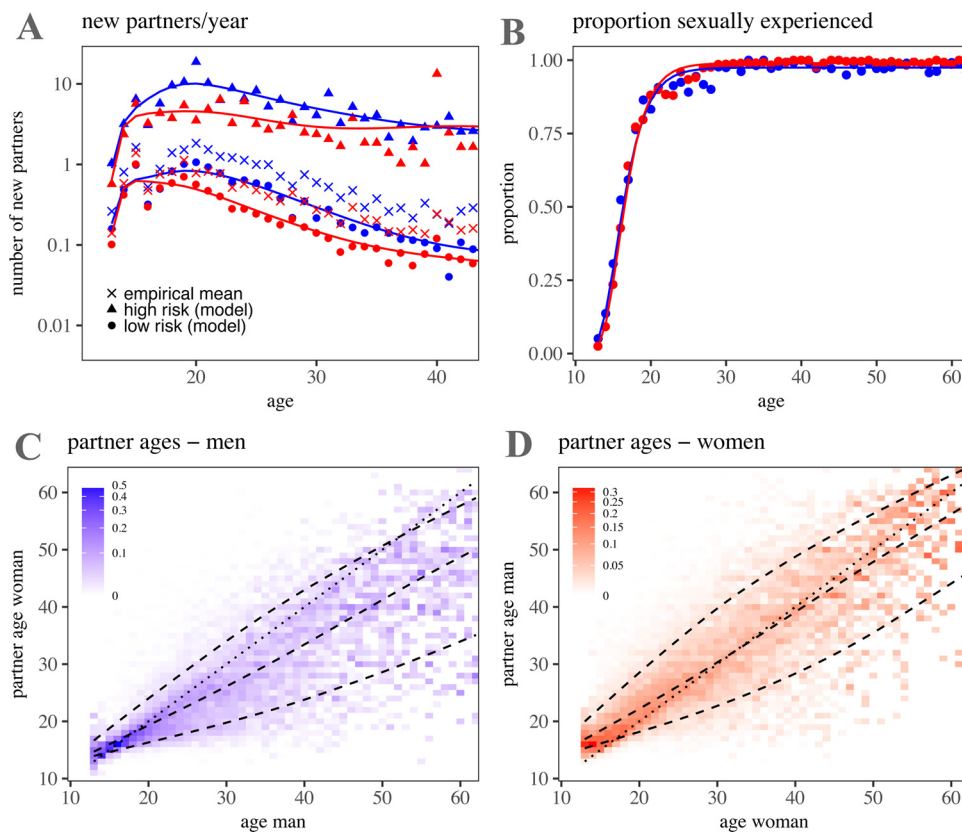 A new partners/year
number of new partners
10
1
0.1
0.01
× empirical mean
▲ high risk (model)
● low risk (model)
20 30 40
age
B proportion sexually experienced
proportion
1.00
0.75
0.50
0.25
0.00
10 20 30 40 50 60
age
C partner ages – men
partner age woman
60
50
40
30
20
10
0.5
0.4
0.3
0.2
0.1
0
10 20 30 40 50 60
age man
D partner ages – women
partner age man
60
50
40
30
20
10
0.3
0.25
0.2
0.15
0.1
0.05
0
10 20 30 40 50 60
age woman